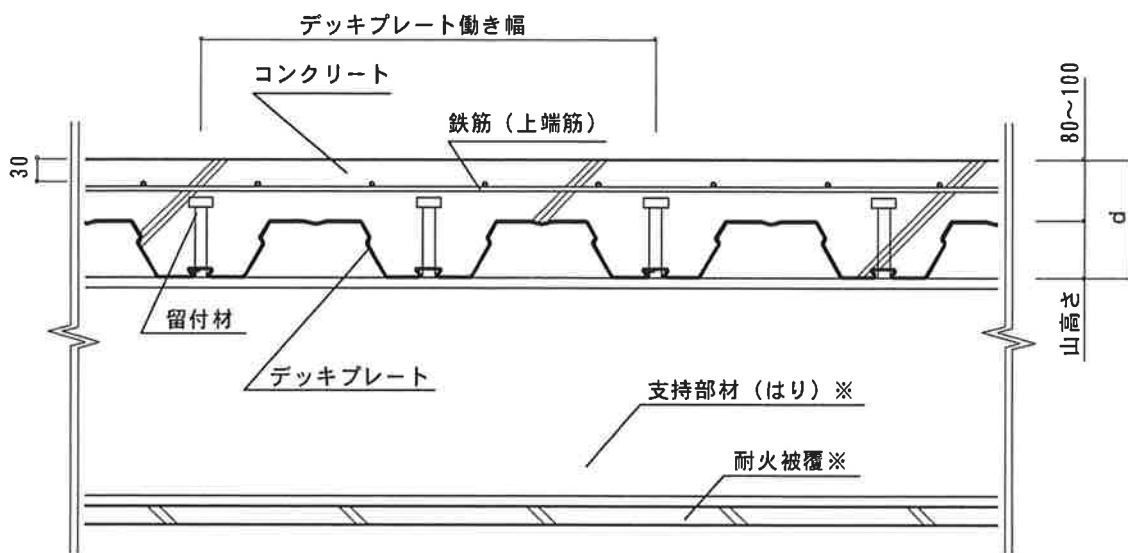 デッキプレート働き幅
コンクリート
鉄筋（上端筋）
80～100
30
d
留付材
デッキプレート
山高さ
支持部材（はり）※
耐火被覆※